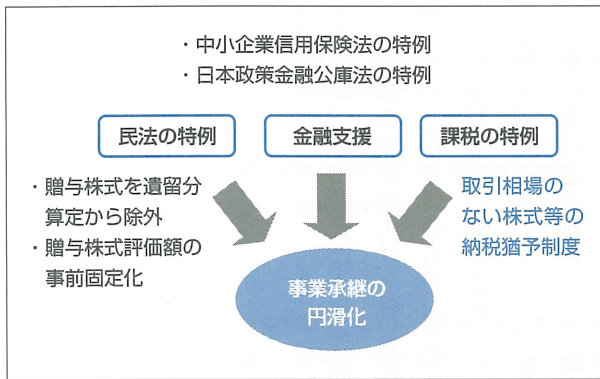 ・中小企業信用保険法の特例
・日本政策金融公庫法の特例
民法の特例
金融支援
課税の特例
・贈与株式を遺留分
算定から除外
・贈与株式評価額の
事前固定化
取引相場の
ない株式等の
納税猶予制度
事業承継の
円滑化